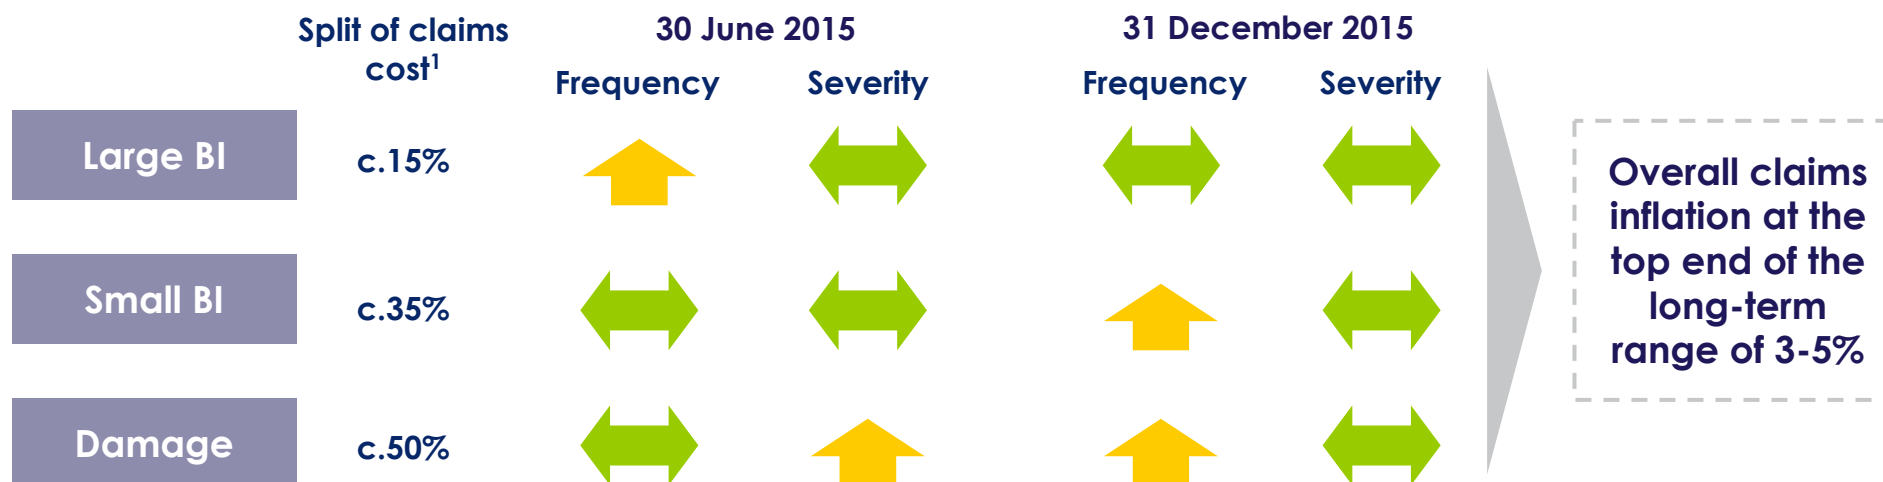 Split of claims
cost¹
30 June 2015
31 December 2015
Frequency
Severity
Frequency
Severity
Large BI
c.15%
Small BI
c.35%
Damage
c.50%
Overall claims
inflation at the
top end of the
long-term
range of 3-5%